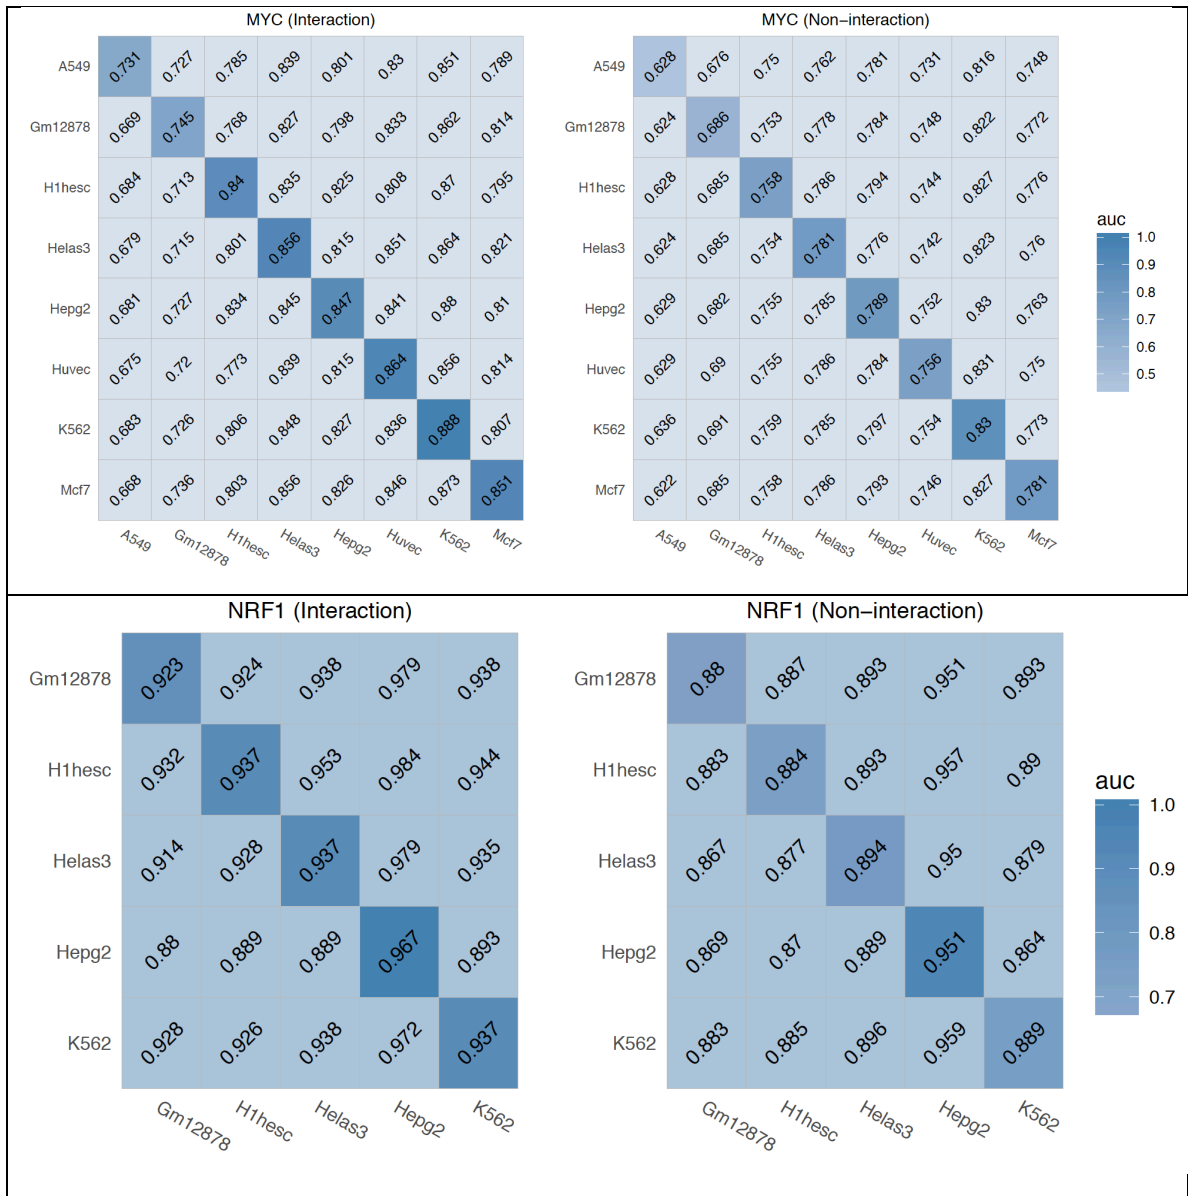 MYC (Interaction)
A549 0.731 0.727 0.785 0.839 0.801 0.83 0.851 0.789
Gm12878 0.669 0.745 0.768 0.827 0.798 0.833 0.862 0.814
H1hesc 0.684 0.713 0.84 0.835 0.825 0.808 0.87 0.795
Helas3 0.679 0.715 0.801 0.856 0.815 0.851 0.864 0.821
Hepg2 0.681 0.727 0.834 0.845 0.847 0.841 0.88 0.81
Huvec 0.675 0.72 0.773 0.839 0.815 0.864 0.856 0.814
K562 0.683 0.726 0.806 0.848 0.827 0.836 0.888 0.807
Mcf7 0.668 0.736 0.803 0.856 0.826 0.846 0.873 0.851
A549 Gm12878 H1hesc Helas3 Hepg2 Huvec K562 Mcf7
MYC (Non−interaction)
A549 0.628 0.676 0.75 0.762 0.781 0.731 0.816 0.748
Gm12878 0.624 0.686 0.753 0.778 0.784 0.748 0.822 0.772
H1hesc 0.628 0.685 0.758 0.786 0.794 0.744 0.827 0.776
Helas3 0.624 0.685 0.754 0.781 0.776 0.742 0.823 0.76
Hepg2 0.629 0.682 0.755 0.785 0.789 0.752 0.83 0.763
Huvec 0.629 0.69 0.755 0.786 0.784 0.756 0.831 0.75
K562 0.636 0.691 0.759 0.785 0.797 0.754 0.83 0.773
Mcf7 0.622 0.685 0.758 0.786 0.793 0.746 0.827 0.781
A549 Gm12878 H1hesc Helas3 Hepg2 Huvec K562 Mcf7
auc
1.0
0.9
0.8
0.7
0.6
0.5
NRF1 (Interaction)
Gm12878 0.923 0.924 0.938 0.979 0.938
H1hesc 0.932 0.937 0.953 0.984 0.944
Helas3 0.914 0.928 0.937 0.979 0.935
Hepg2 0.88 0.889 0.889 0.967 0.893
K562 0.928 0.926 0.938 0.972 0.937
Gm12878 H1hesc Helas3 Hepg2 K562
NRF1 (Non−interaction)
Gm12878 0.88 0.887 0.893 0.951 0.893
H1hesc 0.883 0.884 0.893 0.957 0.89
Helas3 0.867 0.877 0.894 0.95 0.879
Hepg2 0.869 0.87 0.889 0.951 0.864
K562 0.883 0.885 0.896 0.959 0.889
Gm12878 H1hesc Helas3 Hepg2 K562
auc
1.0
0.9
0.8
0.7